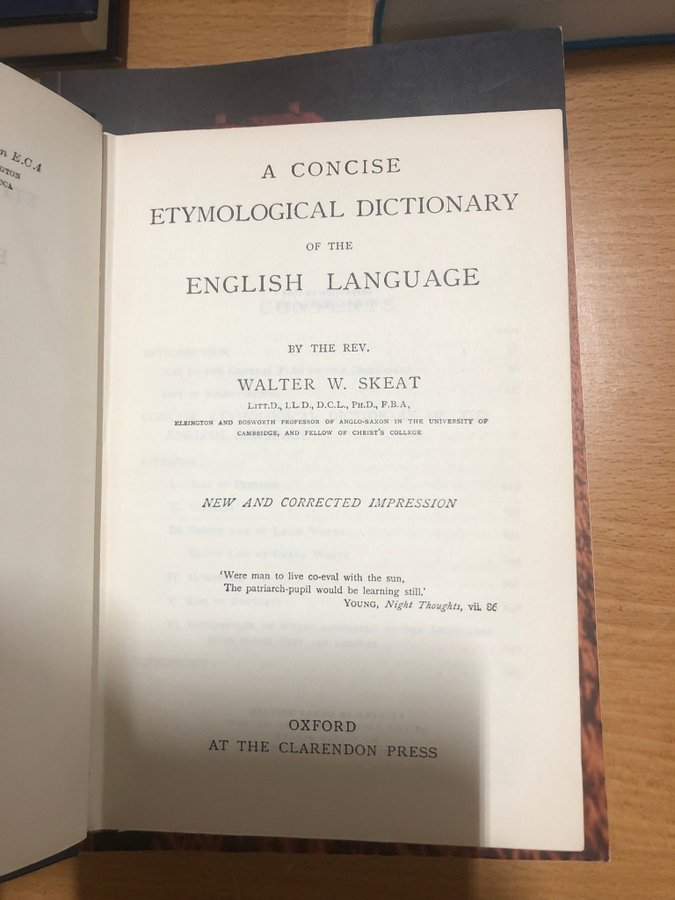 n E.C.4
GTON
A CONCISE
ETYMOLOGICAL DICTIONARY
OF THE
ENGLISH LANGUAGE
BY THE REV.
WALTER W. SKEAT
LITT.D., LL.D., D.C.L., PH.D., F.B.A,
ELRINGTON AND BOSWORTH PROFESSOR OF ANGLO-SAXON IN THE UNIVERSITY OF
CAMBRIDGE, AND FELLOW OF CHRIST'S COLLEGE
NEW AND CORRECTED IMPRESSION
'Were man to live co-eval with the sun,
The patriarch-pupil would be learning still.'
YOUNG, Night Thoughts, vii. 86
OXFORD
AT THE CLARENDON PRESS